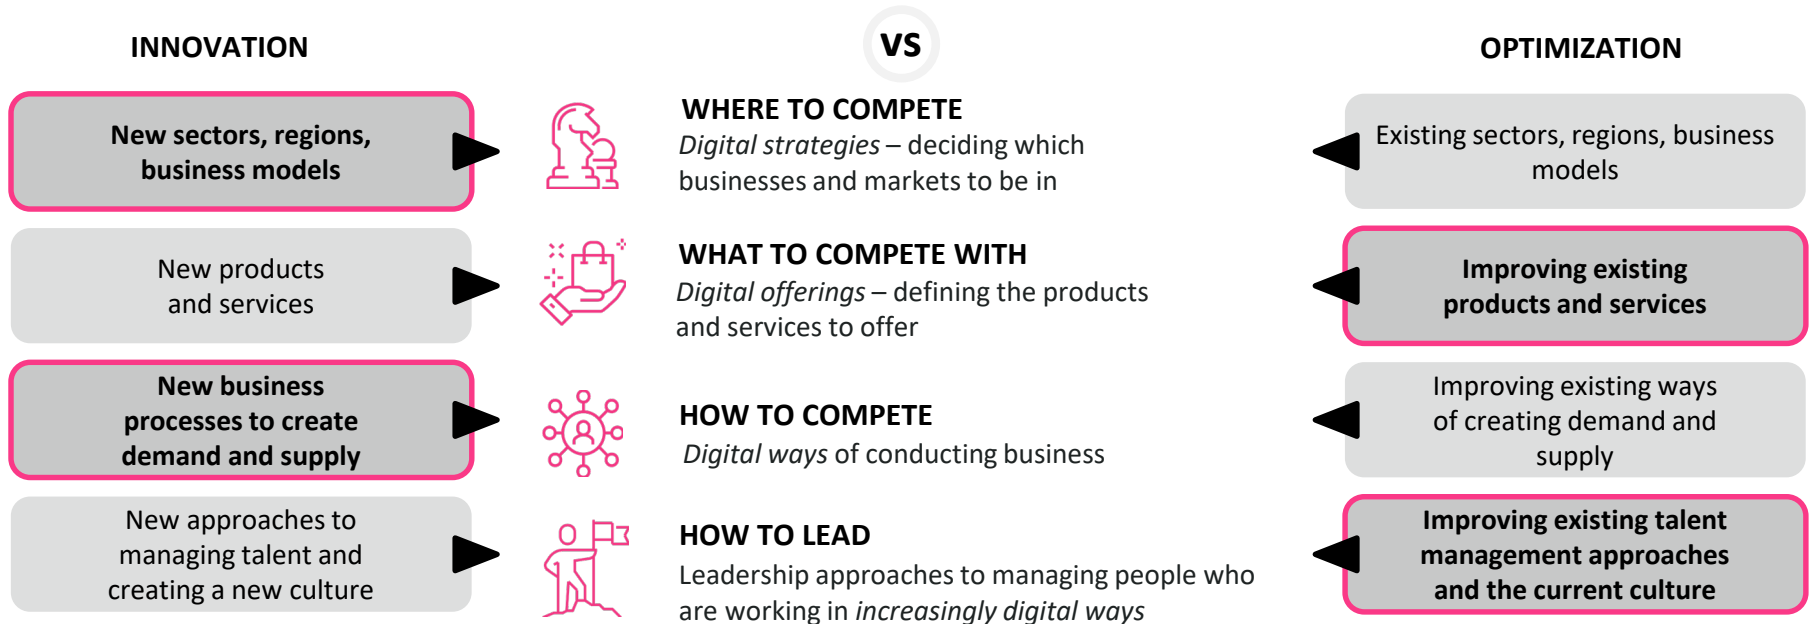 INNOVATION
VS
OPTIMIZATION
New sectors, regions,
business models
WHERE TO COMPETE
Digital strategies – deciding which
businesses and markets to be in
Existing sectors, regions, business
models
New products
and services
WHAT TO COMPETE WITH
Digital offerings – defining the products
and services to offer
Improving existing
products and services
New business
processes to create
demand and supply
HOW TO COMPETE
Digital ways of conducting business
Improving existing ways
of creating demand and
supply
New approaches to
managing talent and
creating a new culture
HOW TO LEAD
Leadership approaches to managing people who
are working in increasingly digital ways
Improving existing talent
management approaches
and the current culture